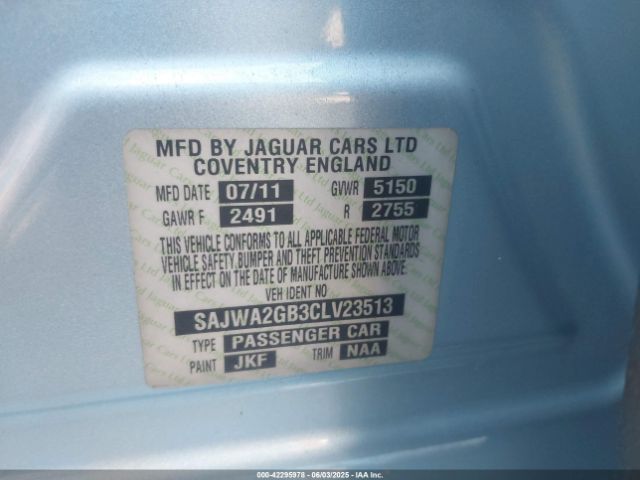 MFD BY JAGUAR CARS LTD
COVENTRY ENGLAND
MFD DATE 07/11 GVWR 5150
GAWR F 2491 R 2755
THIS VEHICLE CONFORMS TO ALL APPLICABLE FEDERAL MOTOR
VEHICLE SAFETY,BUMPER AND THEFT PREVENTION STANDARDS
IN EFFECT ON THE DATE OF MANUFACTURE SHOWN ABOVE.
VEH IDENT NO
SAJWA2GB3CLV23513
TYPE PASSENGER CAR
PAINT JKF TRIM NAA
000-42295978 - 06/03/2025 - IAA Inc.